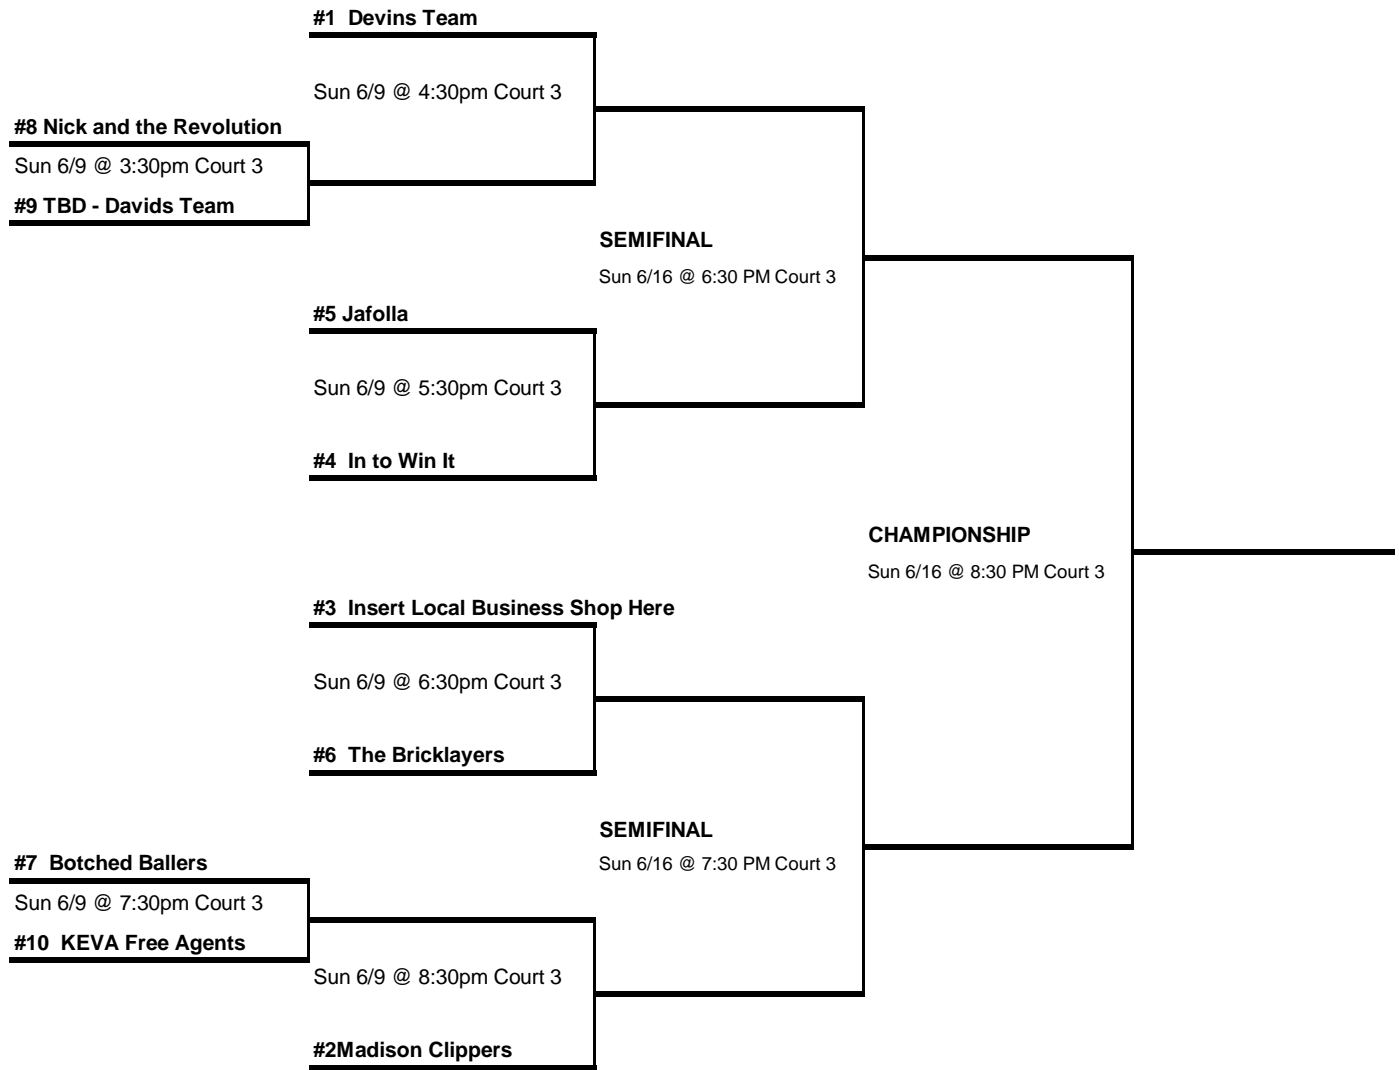 #1  Devins Team
Sun 6/9 @ 4:30pm Court 3
#8 Nick and the Revolution
Sun 6/9 @ 3:30pm Court 3
#9 TBD - Davids Team
SEMIFINAL
Sun 6/16 @ 6:30 PM Court 3
#5 Jafolla
Sun 6/9 @ 5:30pm Court 3
#4  In to Win It
CHAMPIONSHIP
Sun 6/16 @ 8:30 PM Court 3
#3  Insert Local Business Shop Here
Sun 6/9 @ 6:30pm Court 3
#6  The Bricklayers
SEMIFINAL
Sun 6/16 @ 7:30 PM Court 3
#7  Botched Ballers
Sun 6/9 @ 7:30pm Court 3
#10  KEVA Free Agents
Sun 6/9 @ 8:30pm Court 3
#2Madison Clippers